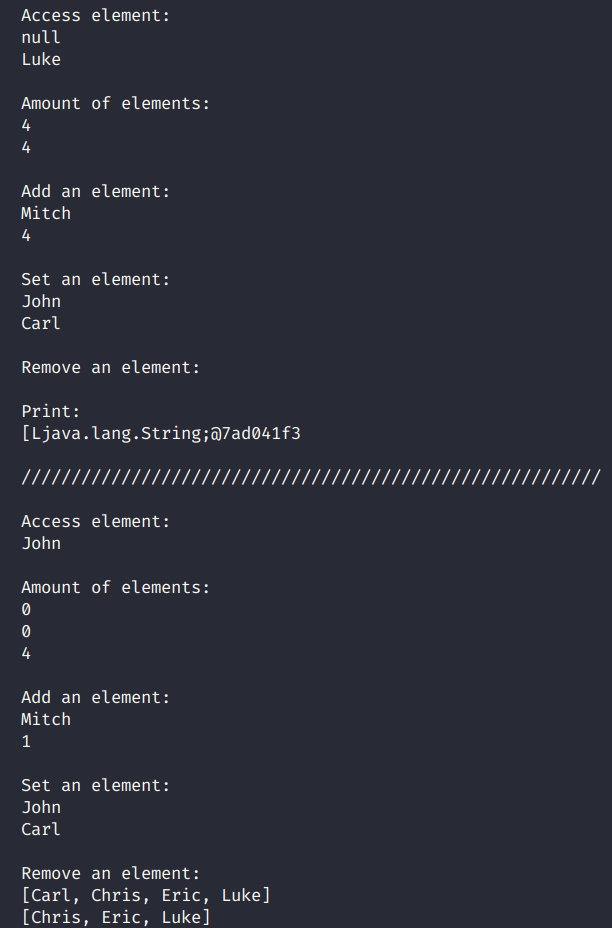 Access element:
null
Luke
Amount of elements:
4
4
Add an element:
Mitch
4
Set an element:
John
Carl
Remove an element:
Print:
[Ljava.lang.String;@7ad041f3
//////////////////////////////////////////////////////////
Access element:
John
Amount of elements:
0
0
4
Add an element:
Mitch
1
Set an element:
John
Carl
Remove an element:
[Carl, Chris, Eric, Luke]
[Chris, Eric, Luke]